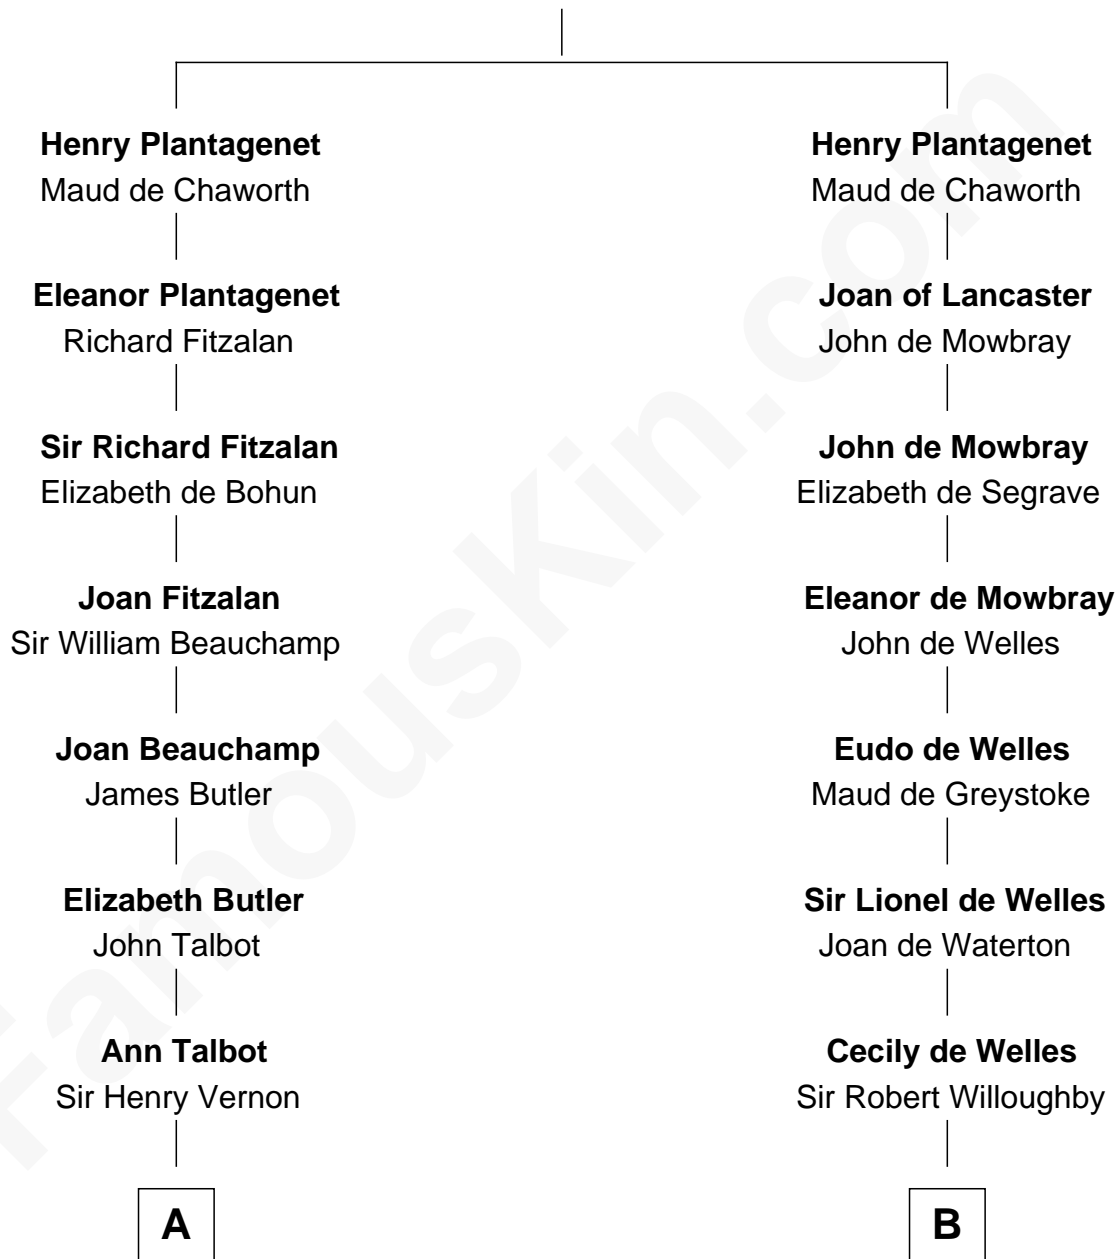 Henry Plantagenet
Maud de Chaworth
Eleanor Plantagenet
Richard Fitzalan
Sir Richard Fitzalan
Elizabeth de Bohun
Joan Fitzalan
Sir William Beauchamp
Joan Beauchamp
James Butler
Elizabeth Butler
John Talbot
Ann Talbot
Sir Henry Vernon
A
Henry Plantagenet
Maud de Chaworth
Joan of Lancaster
John de Mowbray
John de Mowbray
Elizabeth de Segrave
Eleanor de Mowbray
John de Welles
Eudo de Welles
Maud de Greystoke
Sir Lionel de Welles
Joan de Waterton
Cecily de Welles
Sir Robert Willoughby
B
FamousKin.com